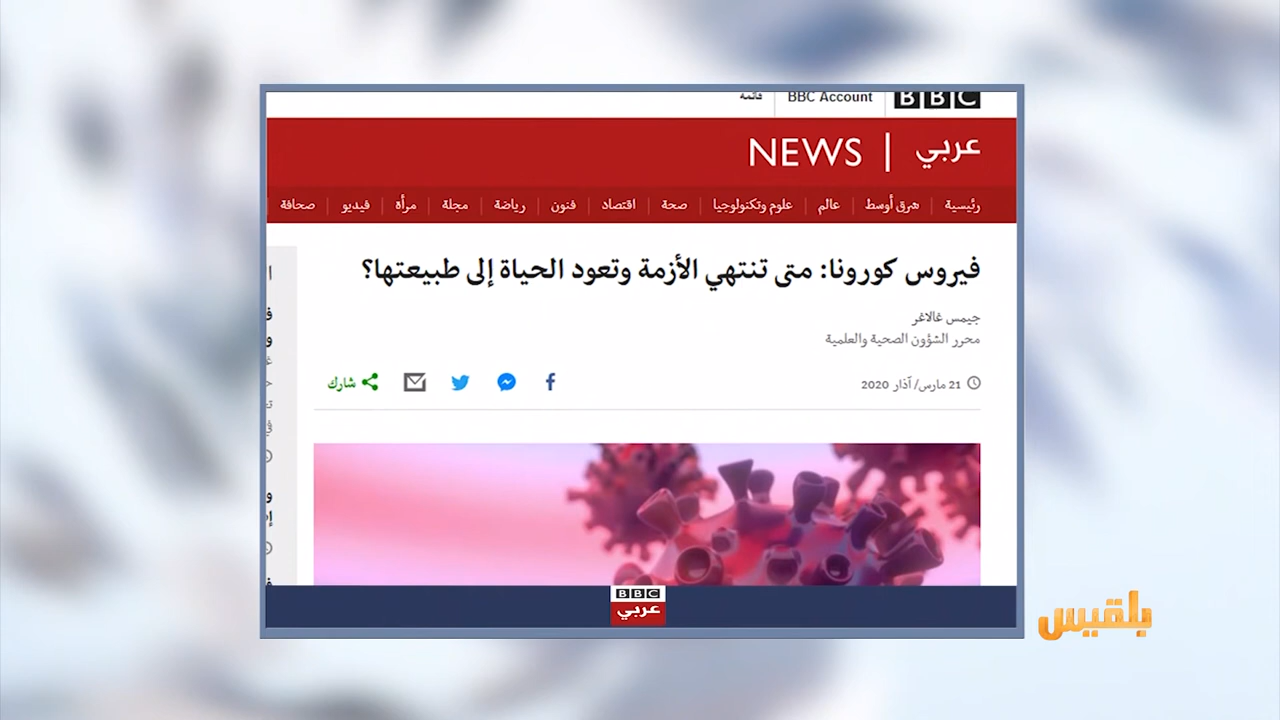 BBC
BBC Account
قائمة
عربي | NEWS
رئيسية | شرق أوسط | عالم | علوم وتكنولوجيا | صحة | اقتصاد | فنون | رياضة | مجلة | مرأة | فيديو | صحافة
فيروس كورونا: متى تنتهي الأزمة وتعود الحياة إلى طبيعتها؟
جيمس غالاغر
محرر الشؤون الصحية والعلمية
21 مارس/ آذار 2020
شارك
BBC
عربي
بلقيس